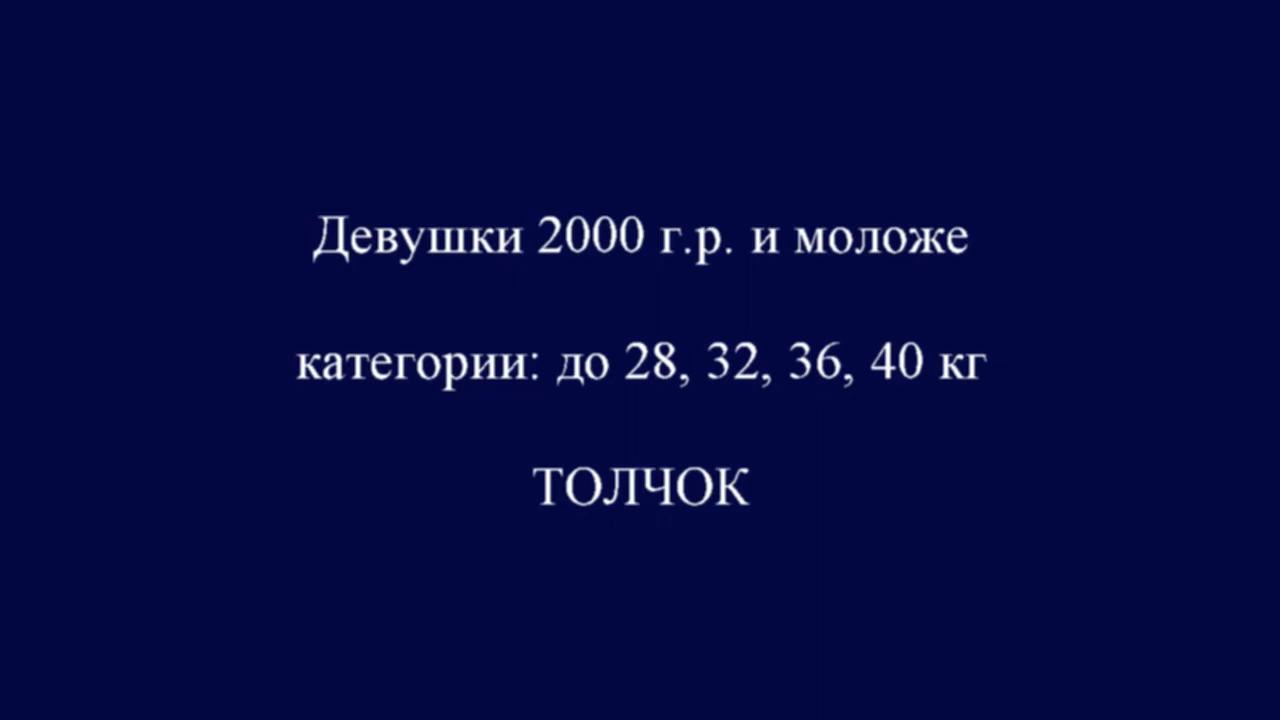 Девушки 2000 г.р. и моложе
категории: до 28, 32, 36, 40 кг
ТОЛЧОК